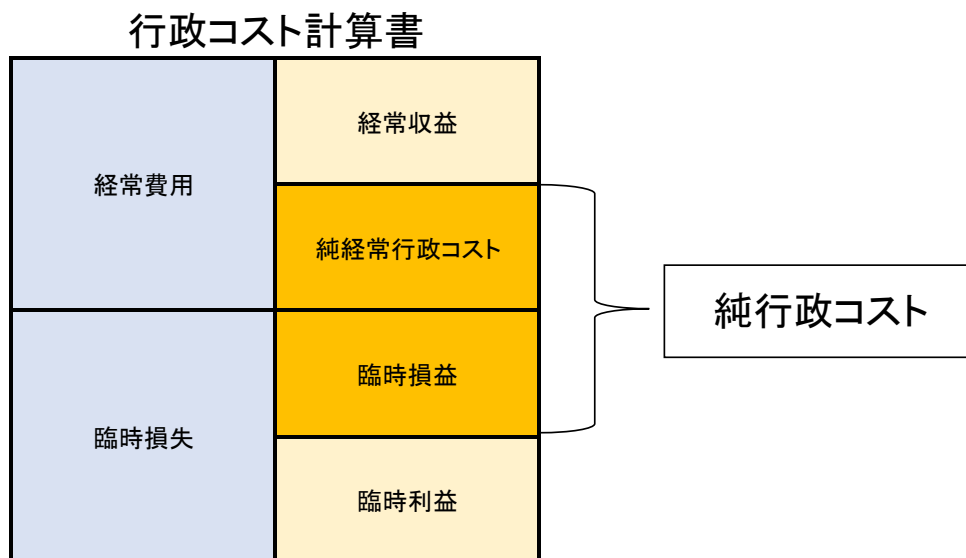 行政コスト計算書
経常費用
経常収益
純経常行政コスト
臨時損失
臨時損益
臨時利益
純行政コスト